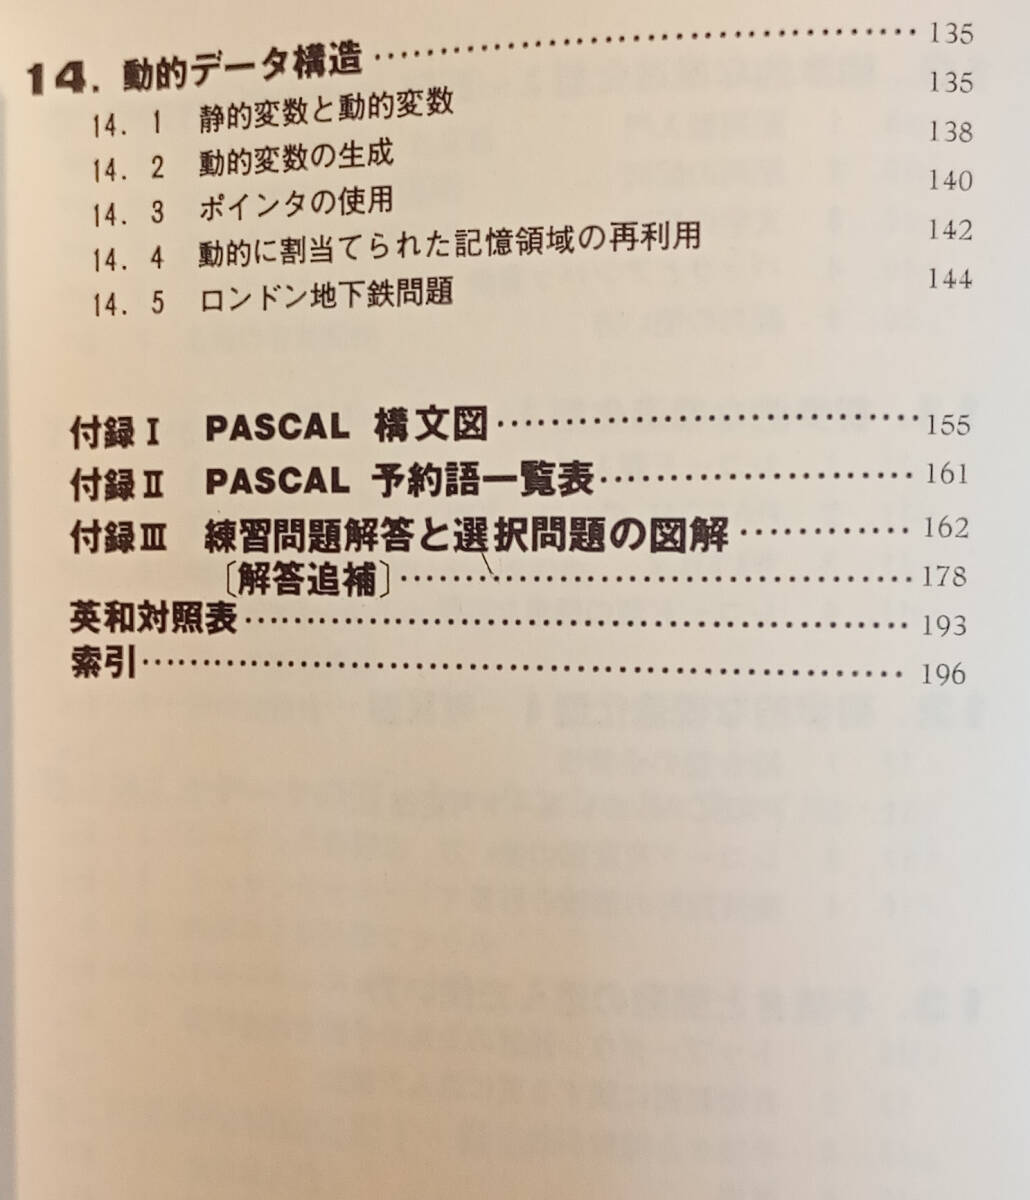 14. 動的データ構造 …… 135
14. 1 静的変数と動的変数 135
14. 2 動的変数の生成 138
14. 3 ポインタの使用 140
14. 4 動的に割当てられた記憶領域の再利用 142
14. 5 ロンドン地下鉄問題 144
付録Ⅰ PASCAL 構文図 …… 155
付録Ⅱ PASCAL 予約語一覧表 …… 161
付録Ⅲ 練習問題解答と選択問題の図解 …… 162
〔解答追補〕 …… 178
英和対照表 …… 193
索引 …… 196